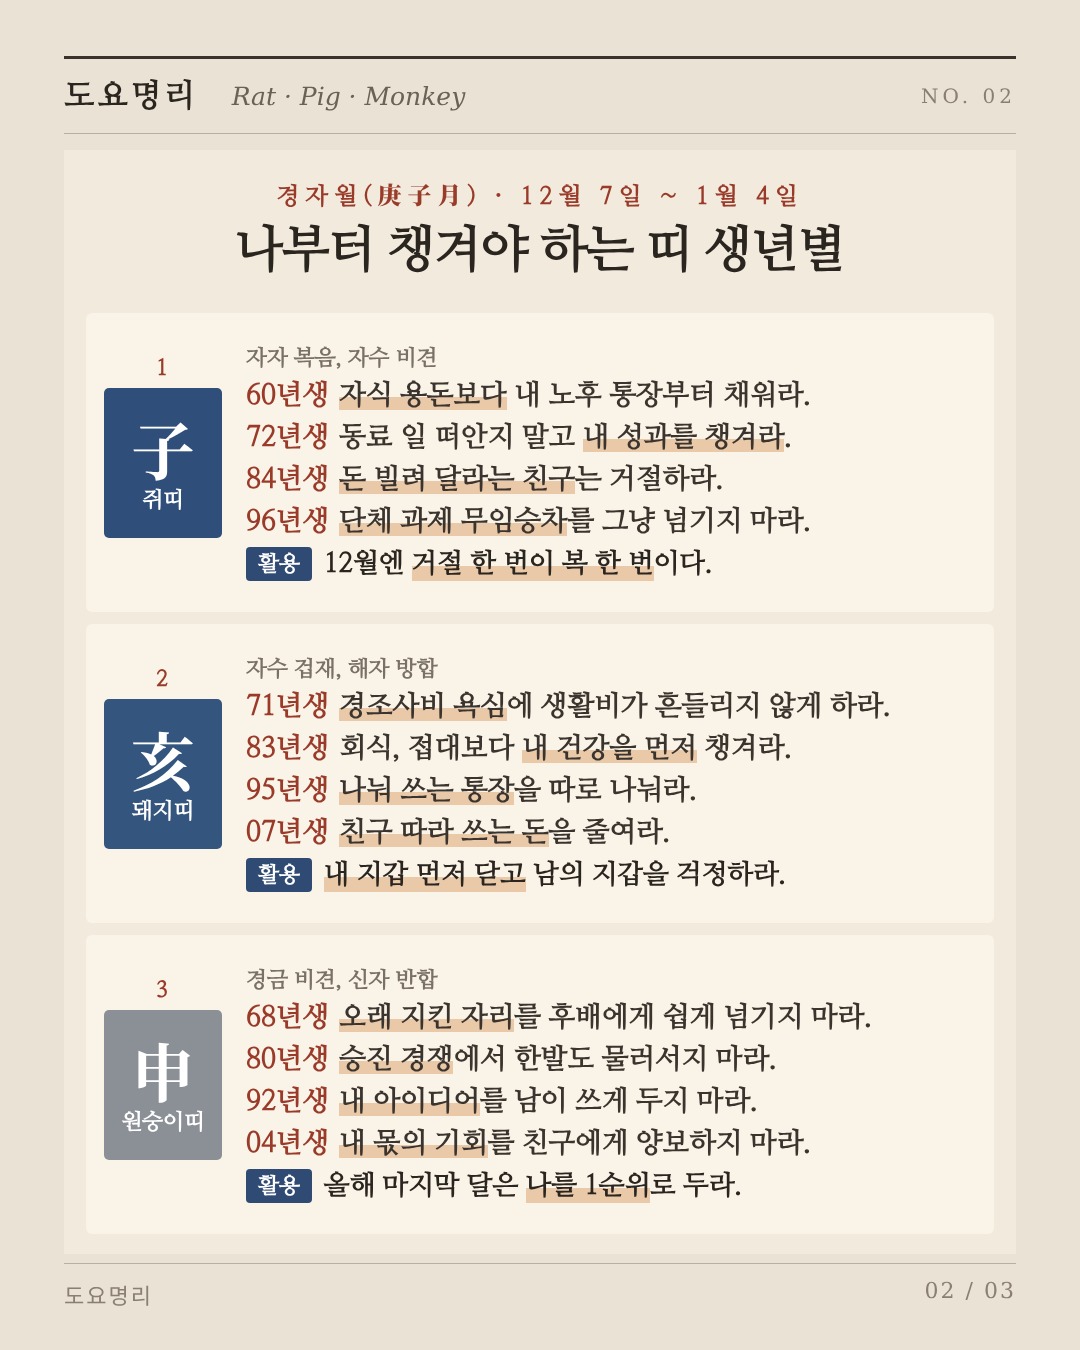 도요명리 Rat · Pig · Monkey NO. 02
경자월(庚子月) · 12월 7일 ~ 1월 4일
나부터 챙겨야 하는 띠 생년별
1
子
쥐띠
자자 복음, 자수 비견
60년생 자식 용돈보다 내 노후 통장부터 채워라.
72년생 동료 일 떠안지 말고 내 성과를 챙겨라.
84년생 돈 빌려 달라는 친구는 거절하라.
96년생 단체 과제 무임승차를 그냥 넘기지 마라.
활용 12월엔 거절 한 번이 복 한 번이다.
2
亥
돼지띠
자수 겁재, 해자 방합
71년생 경조사비 욕심에 생활비가 흔들리지 않게 하라.
83년생 회식, 접대보다 내 건강을 먼저 챙겨라.
95년생 나눠 쓰는 통장을 따로 나눠라.
07년생 친구 따라 쓰는 돈을 줄여라.
활용 내 지갑 먼저 닫고 남의 지갑을 걱정하라.
3
申
원숭이띠
경금 비견, 신자 반합
68년생 오래 지킨 자리를 후배에게 쉽게 넘기지 마라.
80년생 승진 경쟁에서 한발도 물러서지 마라.
92년생 내 아이디어를 남이 쓰게 두지 마라.
04년생 내 몫의 기회를 친구에게 양보하지 마라.
활용 올해 마지막 달은 나를 1순위로 두라.
도요명리 02 / 03